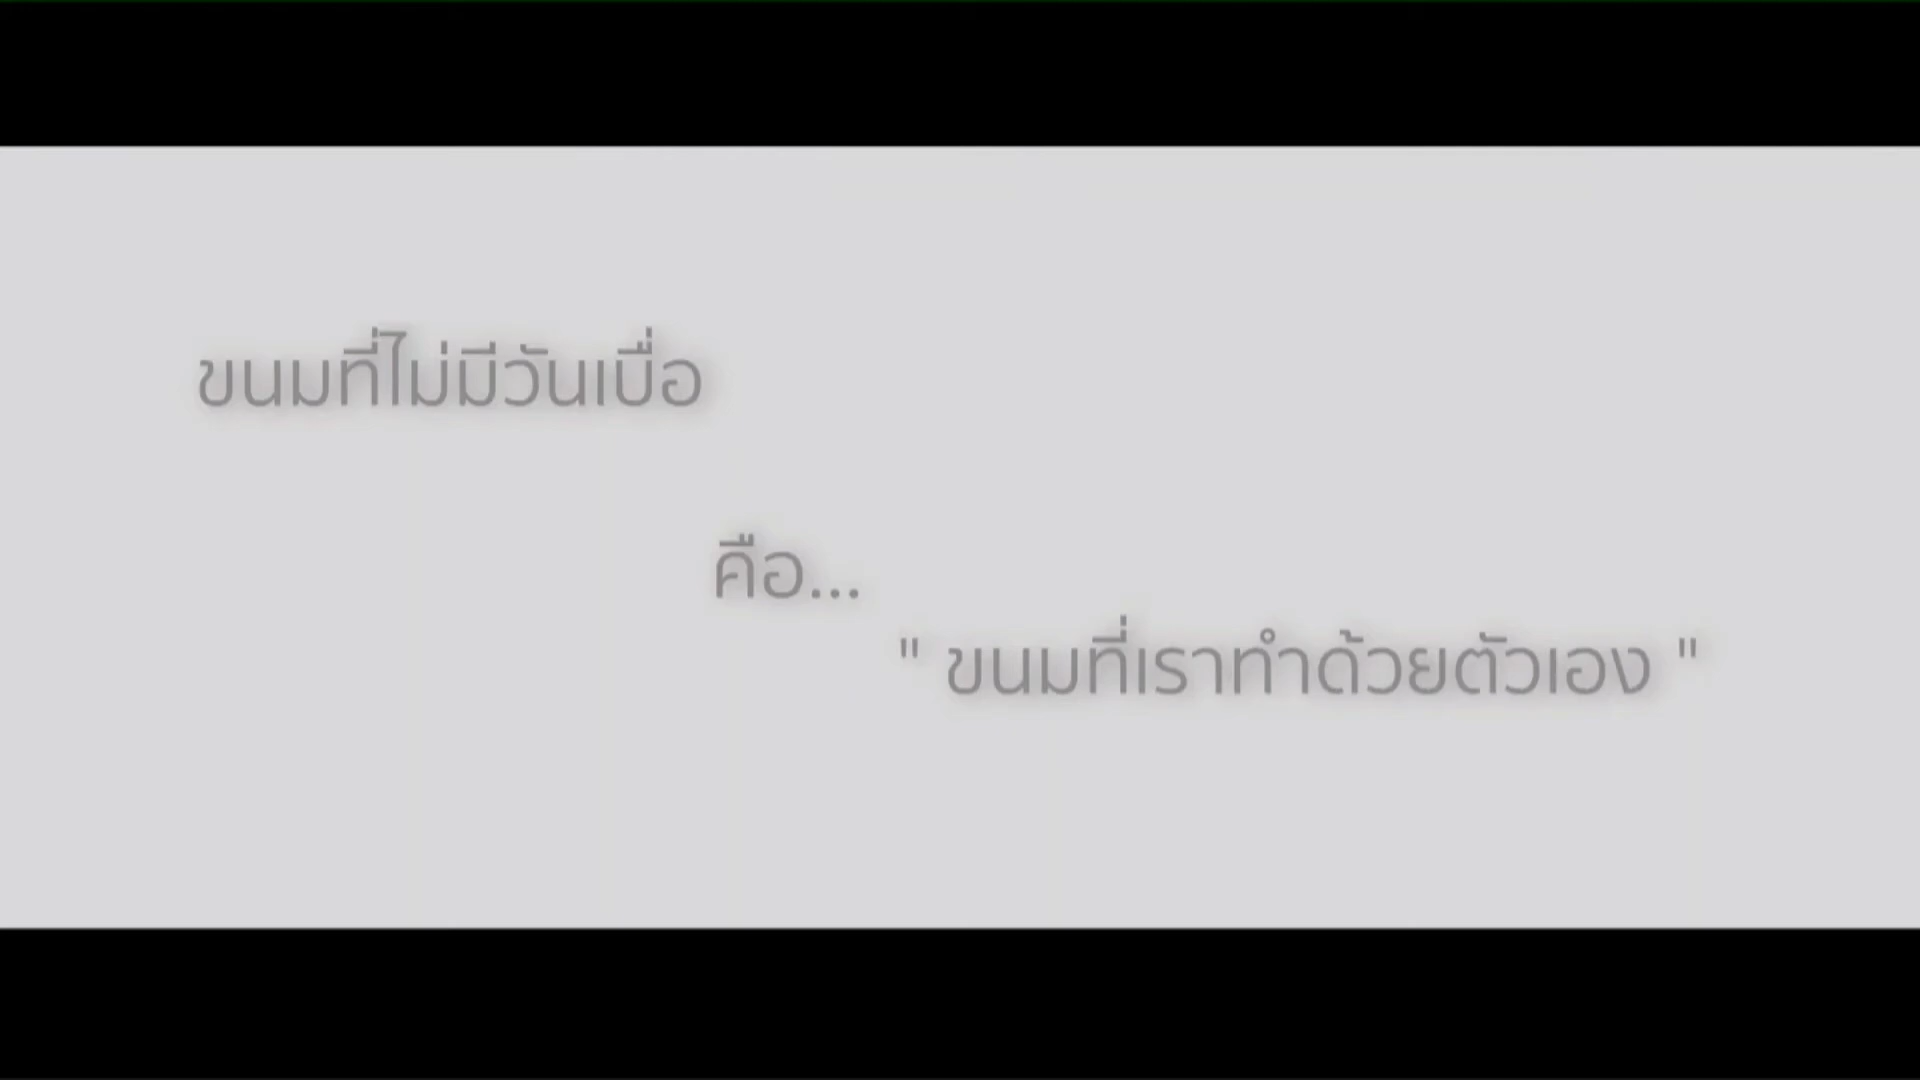 ขนมที่ไม่มีวันเบื่อ
คือ...
" ขนมที่เราทำด้วยตัวเอง "